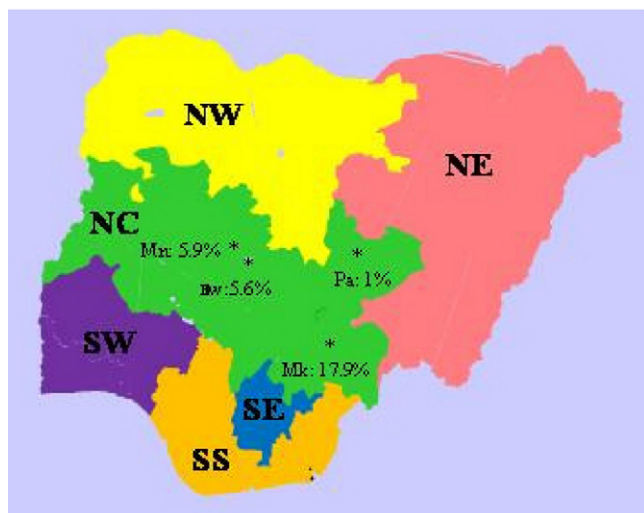 NW
NE
NC
Mn: 5.9% *
*
Bw:5.6%
*
Pa: 1%
SW
*
Mk: 17.9%
SE
SS